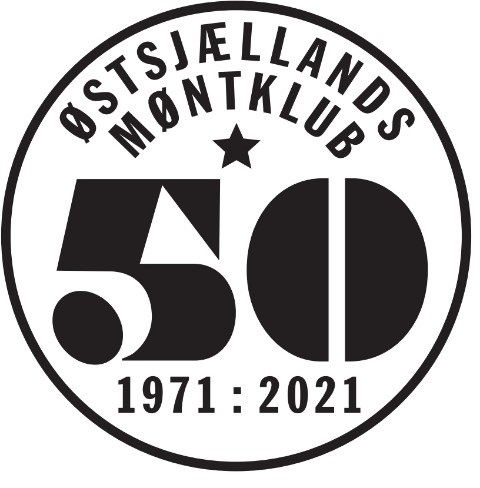 ØSTSJÆLLANDS
MØNTKLUB
50
1971 : 2021